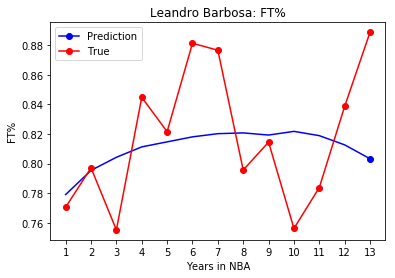 Leandro Barbosa: FT%
Prediction
True
0.88
0.86
0.84
0.82
0.80
0.78
0.76
FT%
1 2 3 4 5 6 7 8 9 10 11 12 13
Years in NBA